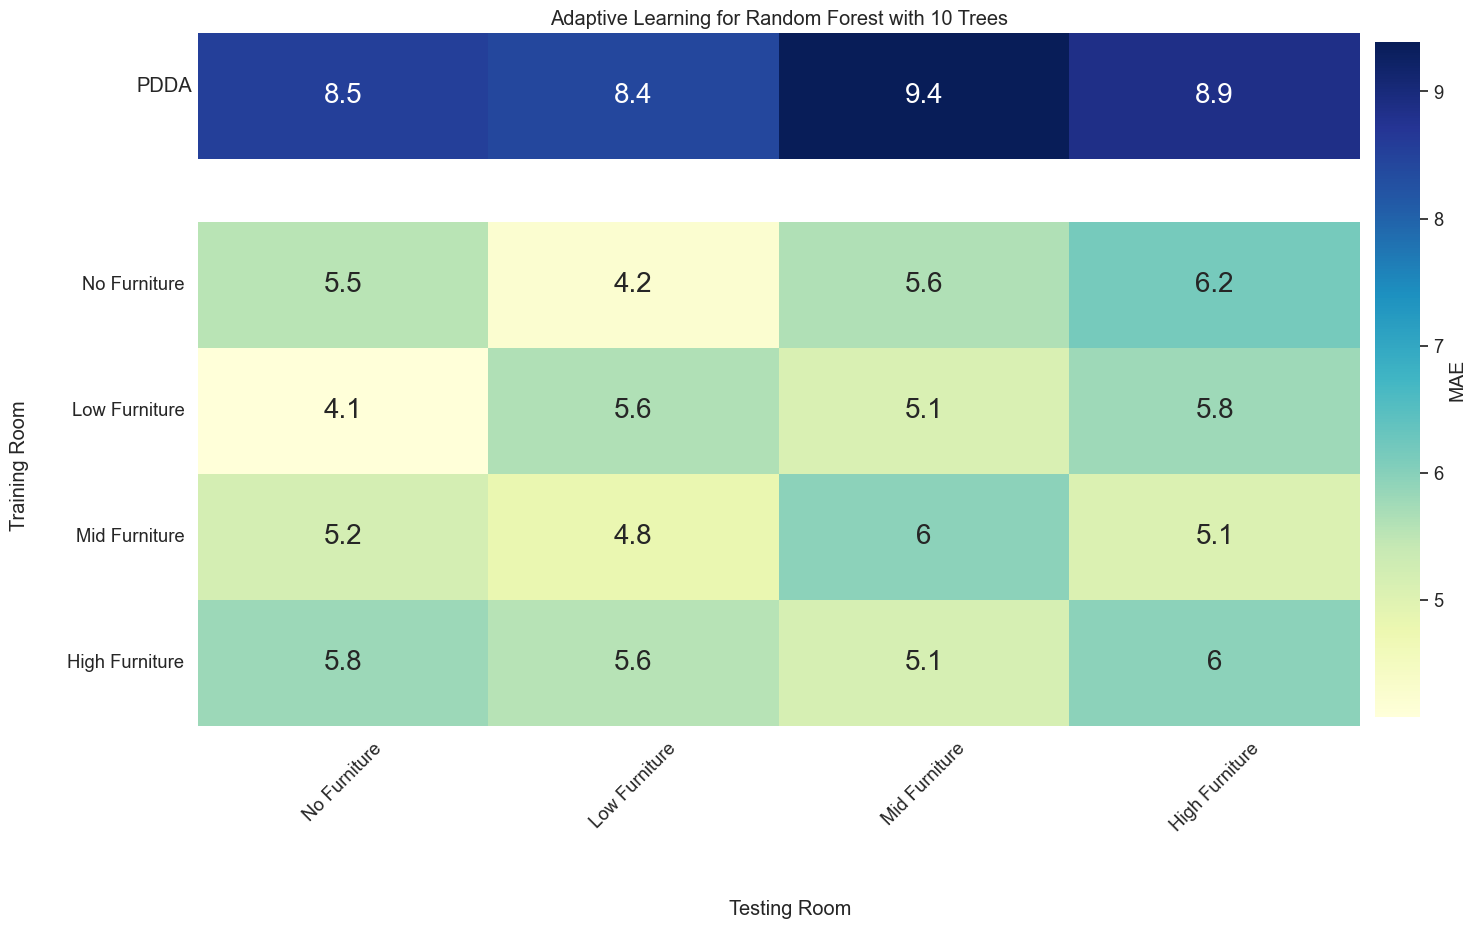 Adaptive Learning for Random Forest with 10 Trees
PDDA
8.5 8.4 9.4 8.9
No Furniture
5.5 4.2 5.6 6.2
Low Furniture
4.1 5.6 5.1 5.8
Mid Furniture
5.2 4.8 6 5.1
High Furniture
5.8 5.6 5.1 6
Training Room
No Furniture
Low Furniture
Mid Furniture
High Furniture
Testing Room
9
8
7
6
5
MAE